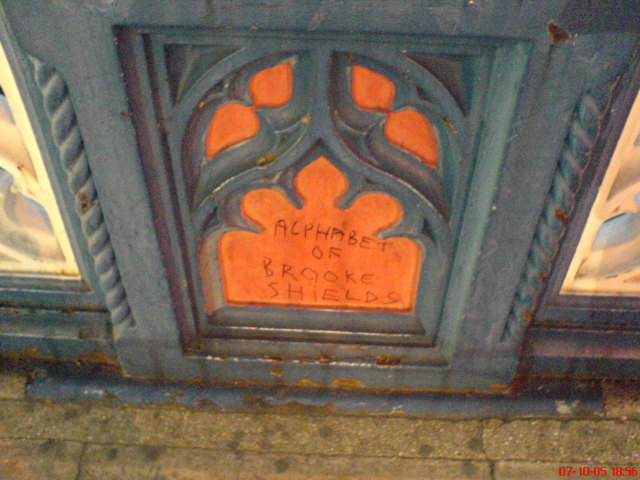 ALPHABET
OF
BROOKE
SHIELDS
07-10-05 18:56